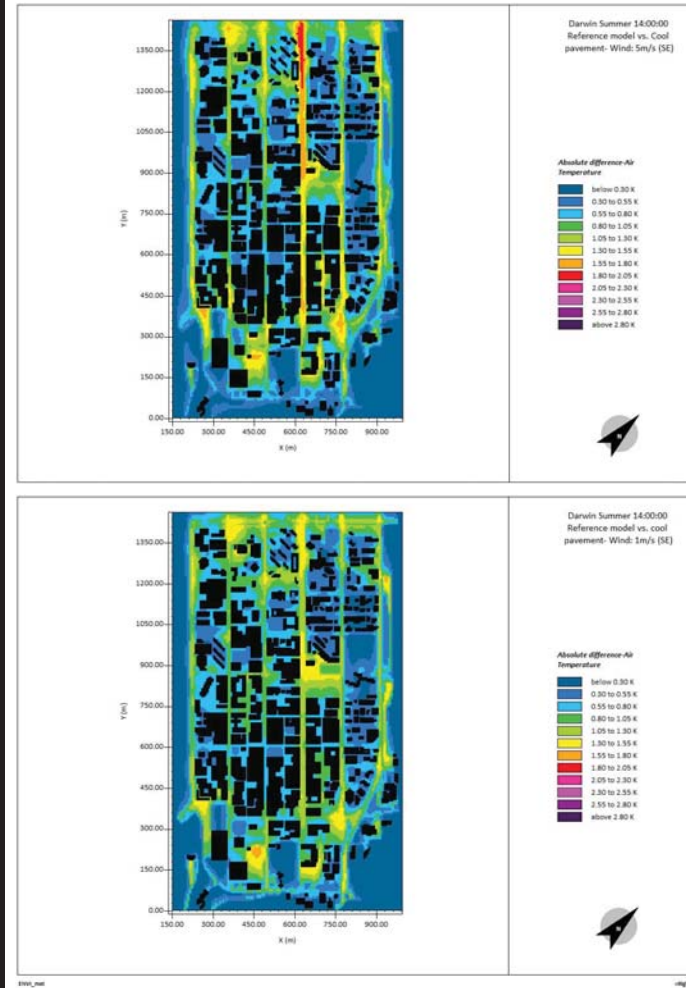 Darwin Summer 14:00:00
Reference model vs. Cool
pavement- Wind: 5m/s (SE)
Absolute difference-Air
Temperature
below 0.30 K
0.30 to 0.55 K
0.55 to 0.80 K
0.80 to 1.05 K
1.05 to 1.30 K
1.30 to 1.55 K
1.55 to 1.80 K
1.80 to 2.05 K
2.05 to 2.30 K
2.30 to 2.55 K
2.55 to 2.80 K
above 2.80 K
Y (m)
1350.00
1200.00
1050.00
900.00
750.00
600.00
450.00
300.00
150.00
0.00
150.00 300.00 450.00 600.00 750.00 900.00
X (m)
N
Darwin Summer 14:00:00
Reference model vs. cool
pavement- Wind: 1m/s (SE)
Absolute difference-Air
Temperature
below 0.30 K
0.30 to 0.55 K
0.55 to 0.80 K
0.80 to 1.05 K
1.05 to 1.30 K
1.30 to 1.55 K
1.55 to 1.80 K
1.80 to 2.05 K
2.05 to 2.30 K
2.30 to 2.55 K
2.55 to 2.80 K
above 2.80 K
Y (m)
1350.00
1200.00
1050.00
900.00
750.00
600.00
450.00
300.00
150.00
0.00
150.00 300.00 450.00 600.00 750.00 900.00
X (m)
N